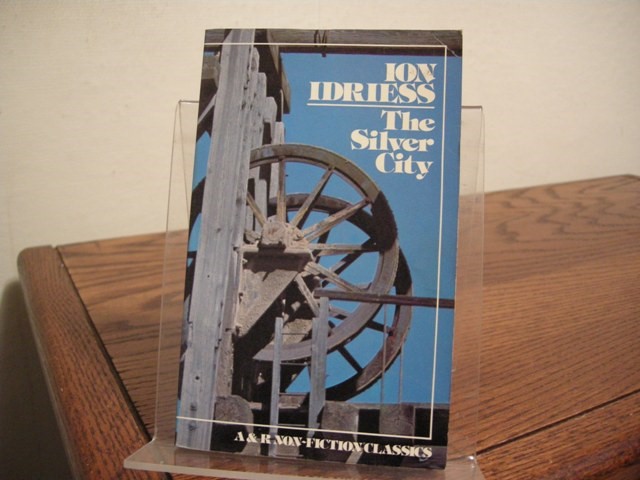 ION
IDRIESS
The
Silver
City
A & R NON-FICTION CLASSICS